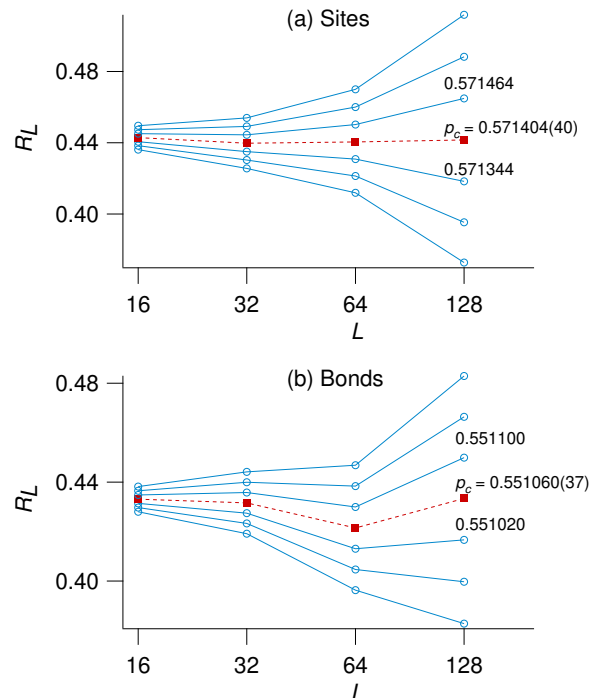 (a) Sites
0.48
0.571464
p_c = 0.571404(40)
0.44
R_L
0.571344
0.40
16 32 64 128
L
(b) Bonds
0.48
0.551100
p_c = 0.551060(37)
0.44
R_L
0.551020
0.40
16 32 64 128